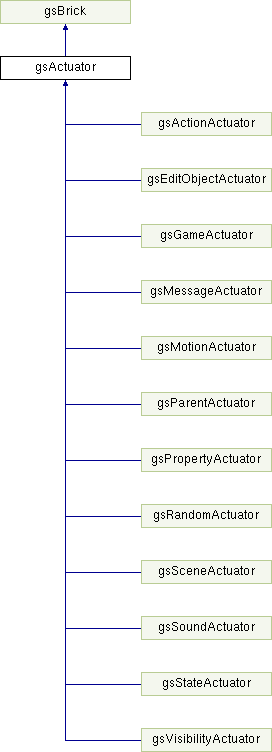 gsBrick
gsActuator
gsActionActuator
gsEditObjectActuator
gsGameActuator
gsMessageActuator
gsMotionActuator
gsParentActuator
gsPropertyActuator
gsRandomActuator
gsSceneActuator
gsSoundActuator
gsStateActuator
gsVisibilityActuator